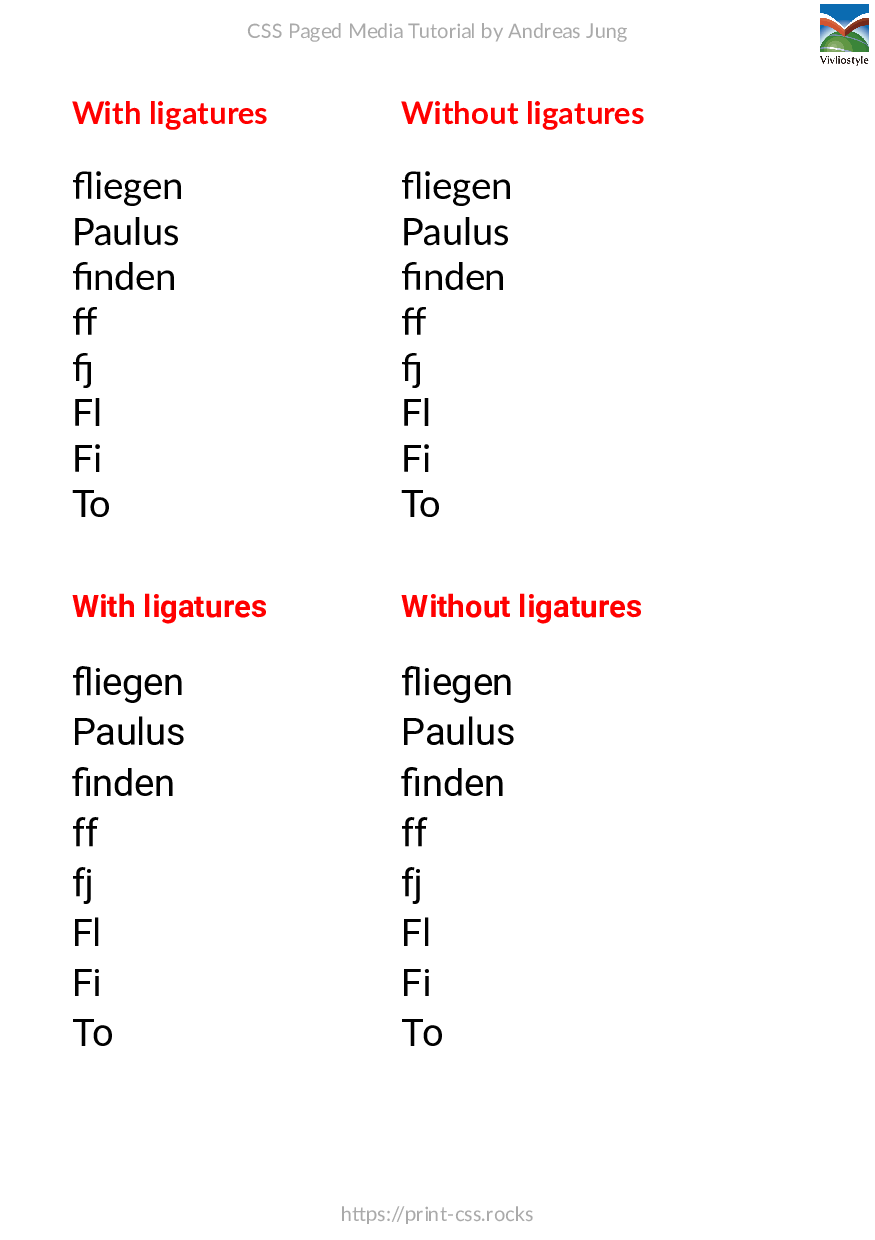 CSS Paged Media Tutorial by Andreas Jung
Vivliostyle
With ligatures
fliegen
Paulus
finden
ff
fj
Fl
Fi
To
Without ligatures
fliegen
Paulus
finden
ff
fj
Fl
Fi
To
With ligatures
fliegen
Paulus
finden
ff
fj
Fl
Fi
To
Without ligatures
fliegen
Paulus
finden
ff
fj
Fl
Fi
To
https://print-css.rocks